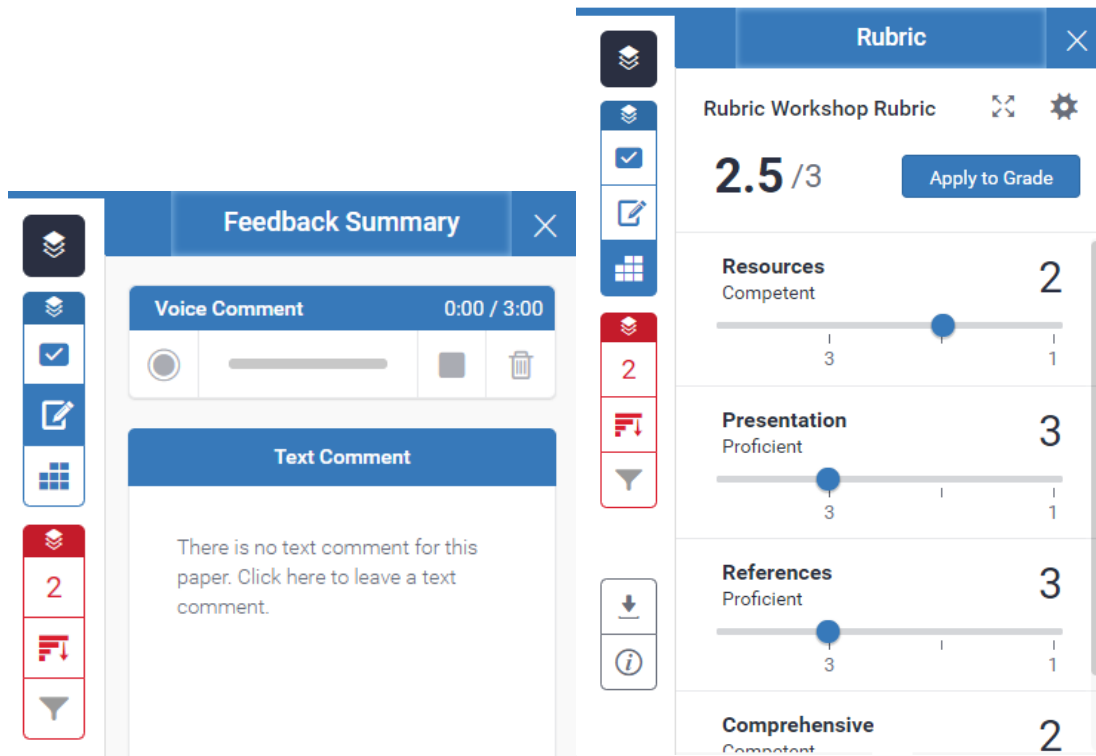 Feedback Summary
Voice Comment 0:00 / 3:00
Text Comment
There is no text comment for this
paper. Click here to leave a text
comment.
2
Rubric
Rubric Workshop Rubric
2.5 /3 Apply to Grade
Resources 2
Competent
3 1
Presentation 3
Proficient
3 1
References 3
Proficient
3 1
Comprehensive 2
Competent
2
i